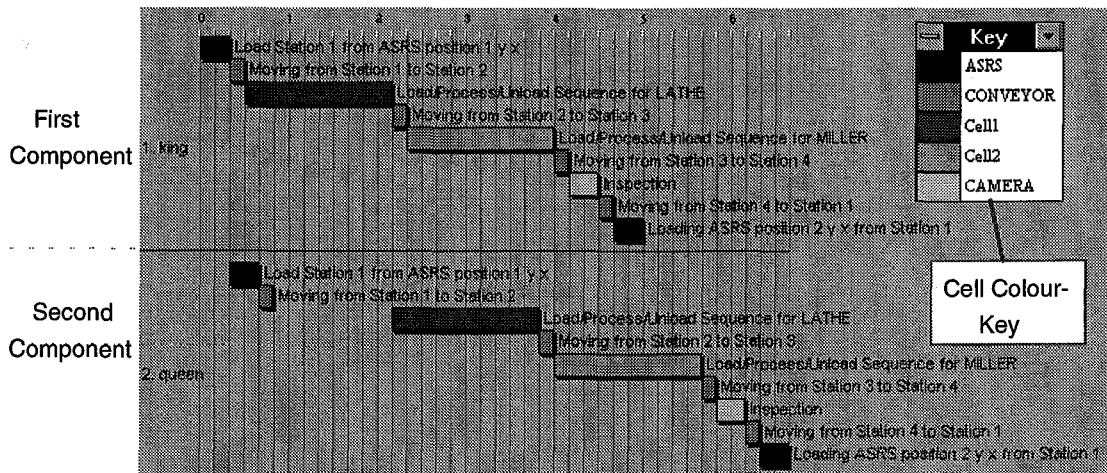 0 1 2 3 4 5 6
Load Station 1 from ASRS position 1 y x
Moving from Station 1 to Station 2
Load/Process/Unload Sequence for LATHE
Moving from Station 2 to Station 3
Load/Process/Unload Sequence for MILLER
Moving from Station 3 to Station 4
Inspection
Moving from Station 4 to Station 1
Loading ASRS position 2 y x from Station 1
First
Component
1. king
Load Station 1 from ASRS position 1 y x
Moving from Station 1 to Station 2
Load/Process/Unload Sequence for LATHE
Moving from Station 2 to Station 3
Load/Process/Unload Sequence for MILLER
Moving from Station 3 to Station 4
Inspection
Moving from Station 4 to Station 1
Loading ASRS position 2 y x from Station 1
Second
Component
2. queen
Key
ASRS
CONVEYOR
Cell1
Cell2
CAMERA
Cell Colour-
Key